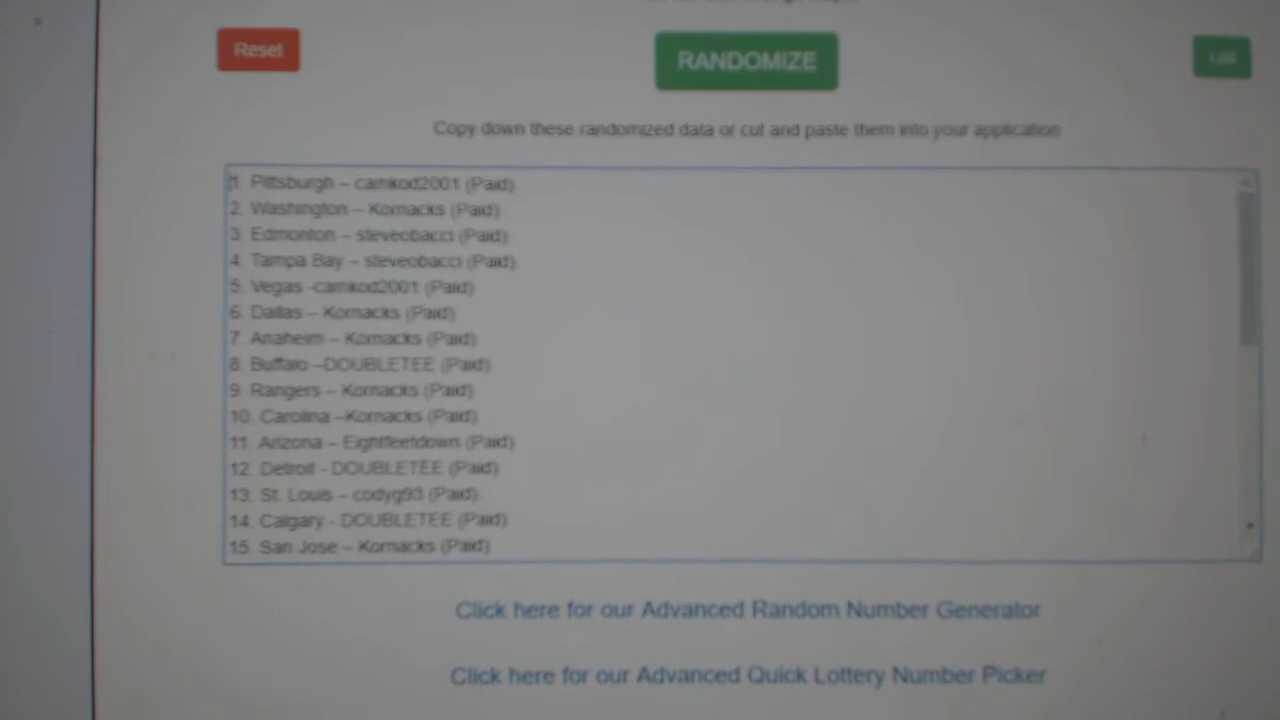 Reset
RANDOMIZE
List
Copy down these randomized data or cut and paste them into your application
1. Pittsburgh – camkod2001 (Paid)
2. Washington – Kornacks (Paid)
3. Edmonton – steveobacci (Paid)
4. Tampa Bay – steveobacci (Paid)
5. Vegas -camkod2001 (Paid)
6. Dallas – Kornacks (Paid)
7. Anaheim – Kornacks (Paid)
8. Buffalo –DOUBLETEE (Paid)
9. Rangers – Kornacks (Paid)
10. Carolina –Kornacks (Paid)
11. Arizona – Eightfeetdown (Paid)
12. Detroit - DOUBLETEE (Paid)
13. St. Louis – codyg93 (Paid)
14. Calgary - DOUBLETEE (Paid)
15. San Jose – Kornacks (Paid)
Click here for our Advanced Random Number Generator
Click here for our Advanced Quick Lottery Number Picker